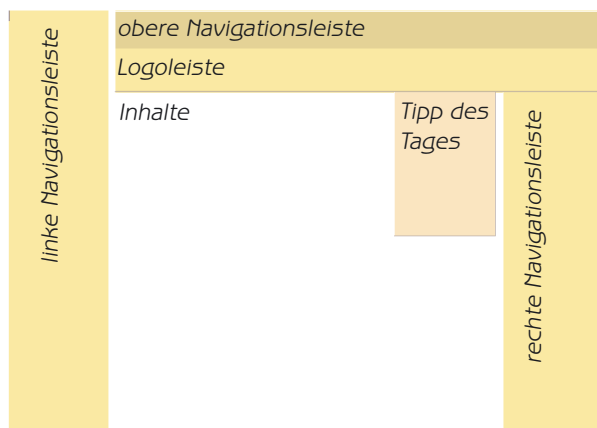 linke Navigationsleiste
obere Navigationsleiste
Logoleiste
Inhalte
Tipp des
Tages
rechte Navigationsleiste